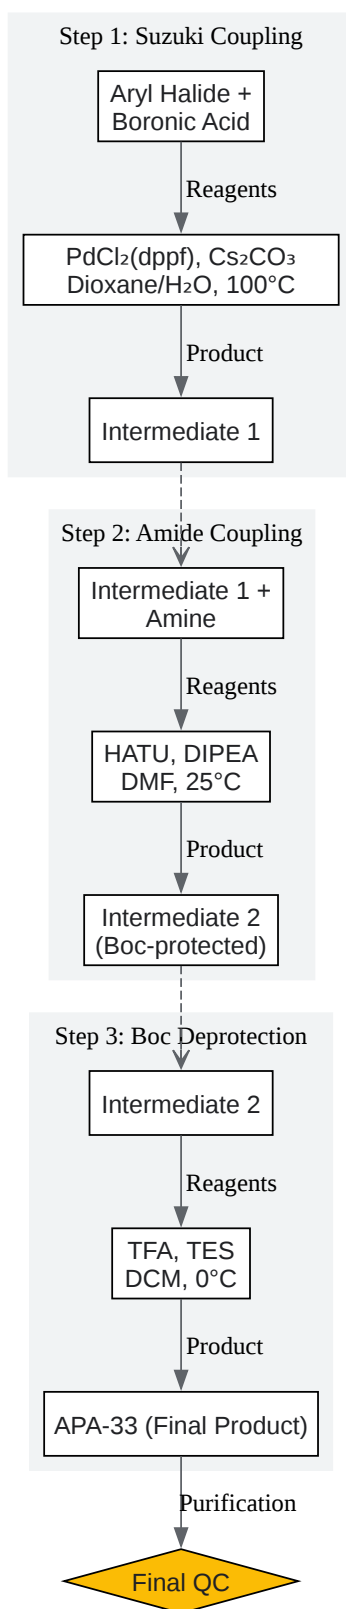 Step 1: Suzuki Coupling
Aryl Halide +
Boronic Acid
Reagents
PdCl₂(dppf), Cs₂CO₃
Dioxane/H₂O, 100°C
Product
Intermediate 1
Step 2: Amide Coupling
Intermediate 1 +
Amine
Reagents
HATU, DIPEA
DMF, 25°C
Product
Intermediate 2
(Boc-protected)
Step 3: Boc Deprotection
Intermediate 2
Reagents
TFA, TES
DCM, 0°C
Product
APA-33 (Final Product)
Purification
Final QC